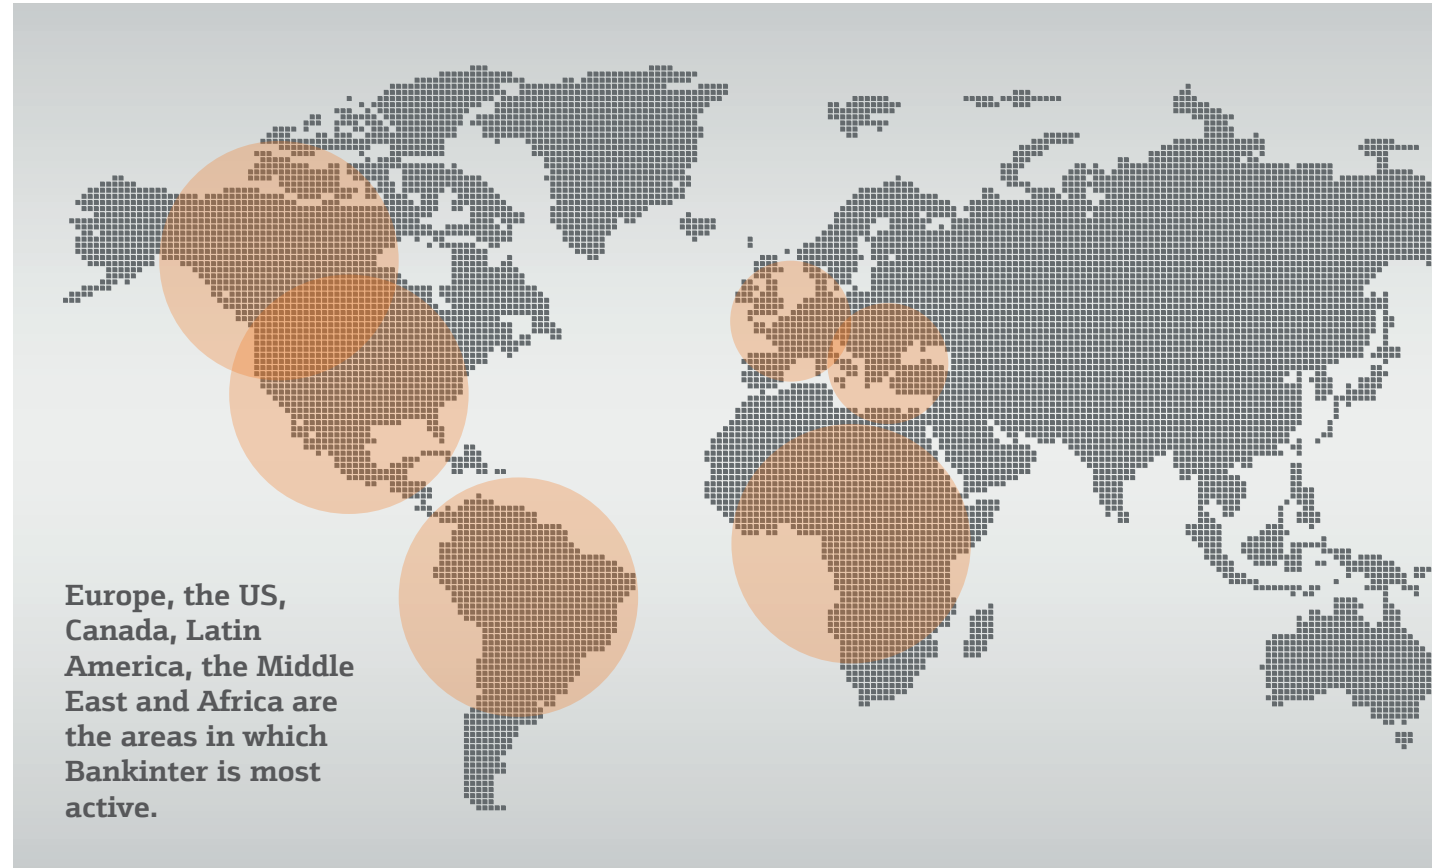 Europe, the US,
Canada, Latin
America, the Middle
East and Africa are
the areas in which
Bankinter is most
active.